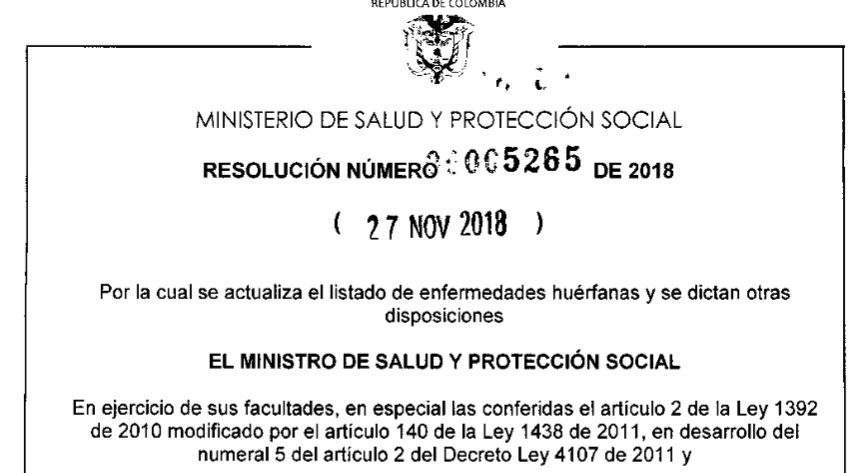 REPÚBLICA DE COLOMBIA
MINISTERIO DE SALUD Y PROTECCIÓN SOCIAL
RESOLUCIÓN NÚMERO 5265 DE 2018
( 27 NOV 2018 )
Por la cual se actualiza el listado de enfermedades huérfanas y se dictan otras
disposiciones
EL MINISTRO DE SALUD Y PROTECCIÓN SOCIAL
En ejercicio de sus facultades, en especial las conferidas el artículo 2 de la Ley 1392
de 2010 modificado por el artículo 140 de la Ley 1438 de 2011, en desarrollo del
numeral 5 del artículo 2 del Decreto Ley 4107 de 2011 y